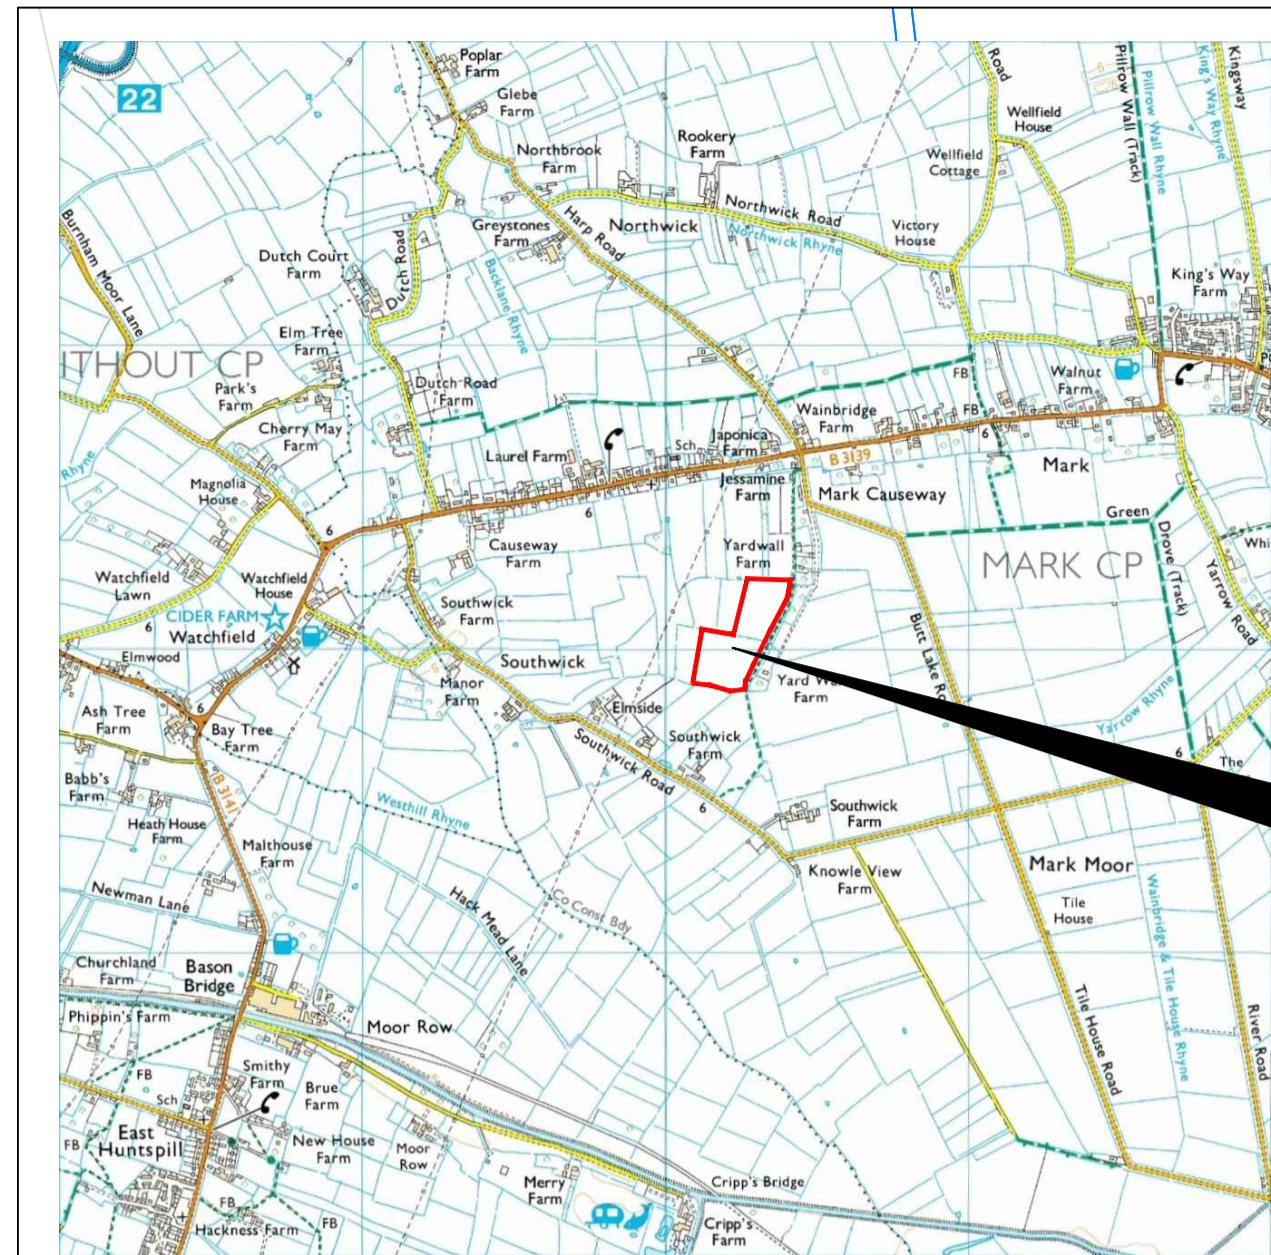 22
Poplar
Farm
Glebe
Farm
Northbrook
Farm
Rookery
Farm
Road
Wellfield
House
Wellfield
Cottage
Pillrow Wall (Track)
Pillrow Wall Rhyne
King's Way Rhyne
Kingsway
Burnham Moor Lane
Dutch Court
Farm
Dutch Road
Greystones
Farm
Harp Road
Northwick
Northwick Road
Northwick Rhyne
Victory
House
King's Way
Farm
Backlane Rhyne
Elm Tree
Farm
ITHOUT CP
Park's
Farm
Cherry May
Farm
Dutch Road
Farm
FB
Walnut
Farm
Wainbridge
Farm
FB
6
Laurel Farm
Sch
Japonica
Farm
B 3139
Mark
Rhyne
Magnolia
House
Jessamine
Farm
Mark Causeway
6
6
Causeway
Farm
Yardwall
Farm
Green
Drove (Track)
MARK CP
Whi
Yarrow Road
Watchfield
Lawn
Watchfield
House
CIDER FARM
Watchfield
6
Southwick
Farm
Southwick
Elmwood
Manor
Farm
Butt Lake Ro
Yard Wa
Farm
Yarrow Rhyne
Ash Tree
Farm
6
Bay Tree
Farm
Elmside
Southwick
Farm
Southwick Road
6
6
The
Babb's
Farm
B 3141
Heath House
Farm
Westhill Rhyne
Malthouse
Farm
Southwick
Farm
Knowle View
Farm
Mark Moor
Tile
House
Newman Lane
Hack Mead Lane
Co Const Bdy
Wainbridge & Tile House Rhyne
Churchland
Farm
Bason
Bridge
Phippin's Farm
Moor Row
Tile House Road
River Road
FB
Smithy
Farm
Sch
Brue
Farm
East
Huntspill
FB
New House
Farm
Moor
Row
Merry
Farm
Cripp's Bridge
FB
Hackness Farm
FB
Cripp's
Farm